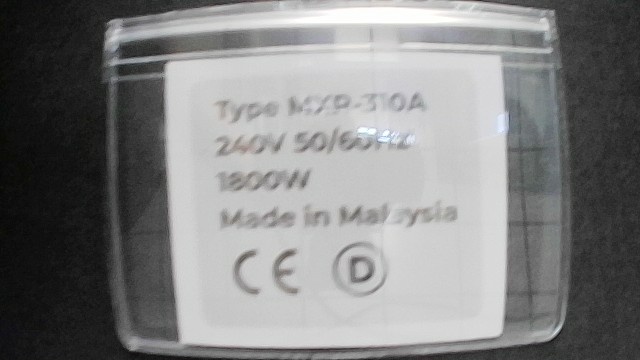 Type MXP-310A
240V 50/60Hz
1800W
Made in Malaysia
CE D